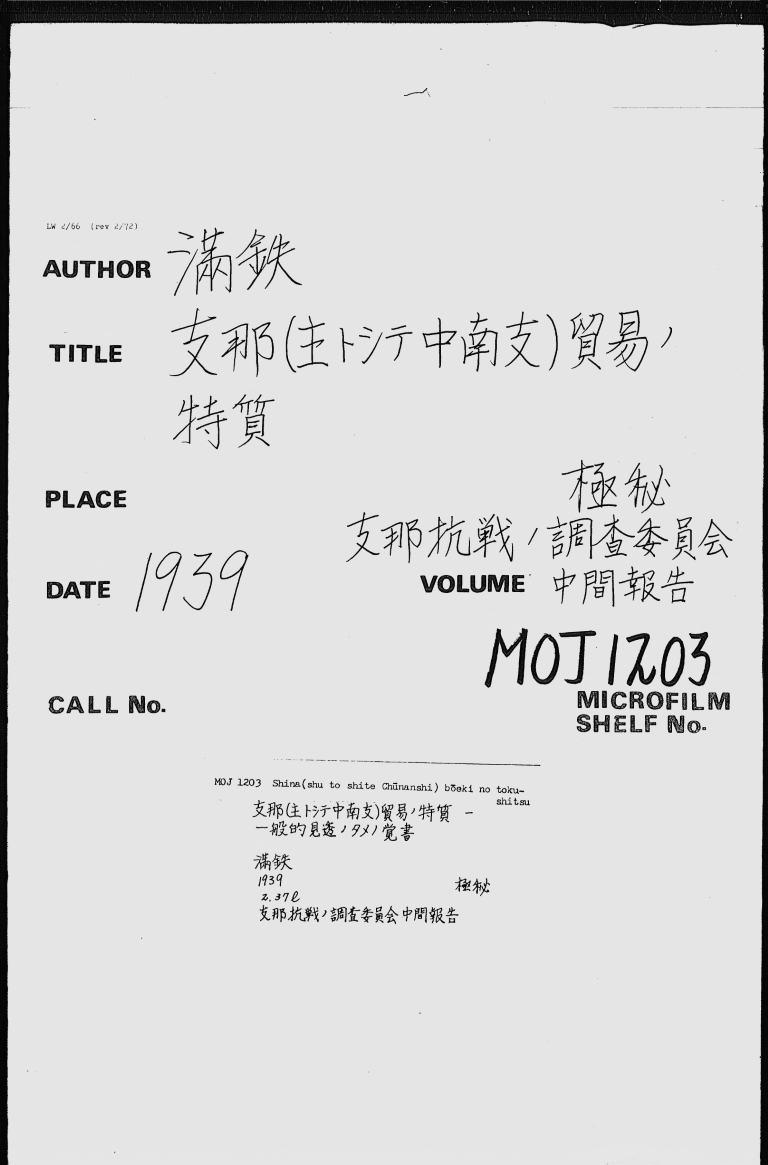 LW 2/66 (rev 2/72)
AUTHOR 滿鉄
TITLE 支那(主トシテ中南支)貿易ノ
特質
PLACE
極秘
支那抗戦ノ調査委員会
DATE 1939
VOLUME 中間報告
MOJ 1203
CALL No.
MICROFILM
SHELF No.
MOJ 1203 Shina(shu to shite Chūnanshi) bōeki no toku-
shitsu
支那(主トシテ中南支)貿易ノ特質 —
一般的見透ノタメノ覚書
滿鉄
1939 極秘
2, 37ℓ
支那抗戦ノ調査委員会中間報告